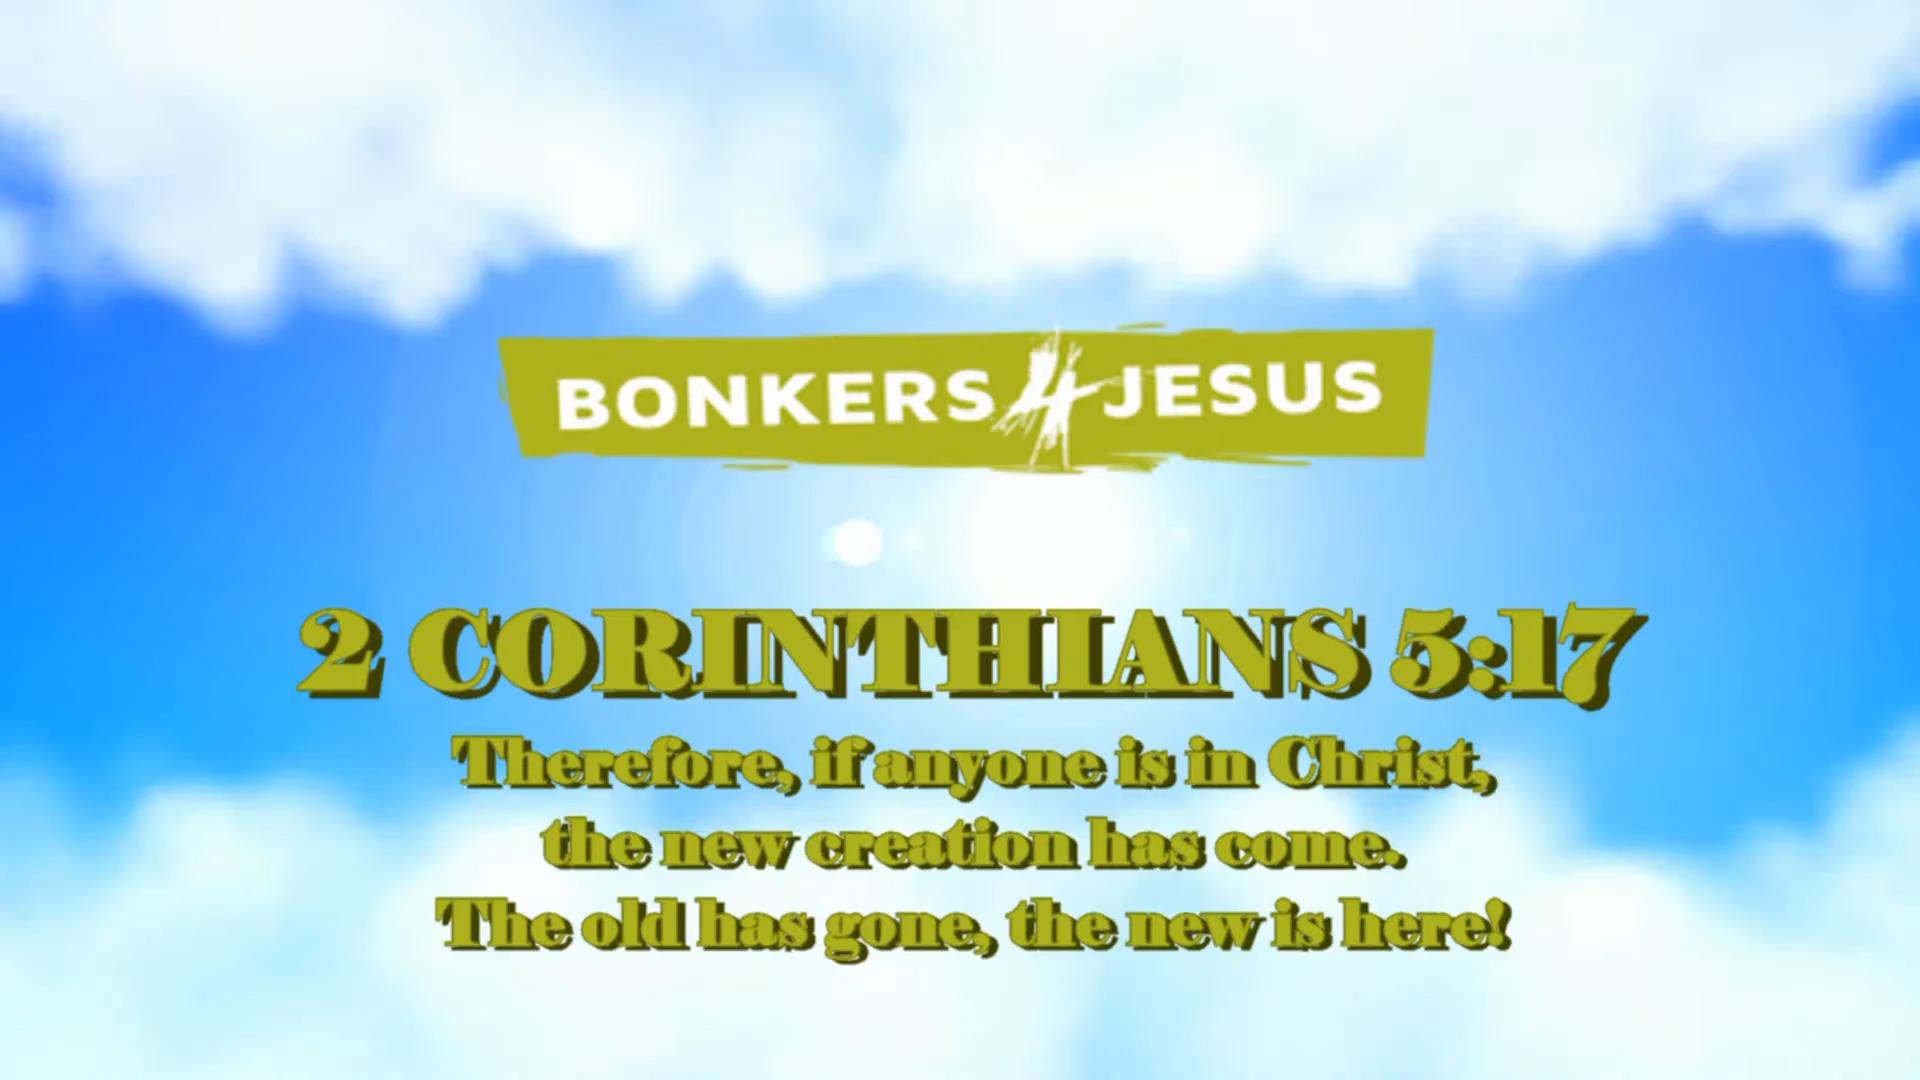 BONKERS 4 JESUS
2 CORINTHIANS 5:17
Therefore, if anyone is in Christ,
the new creation has come.
The old has gone, the new is here!